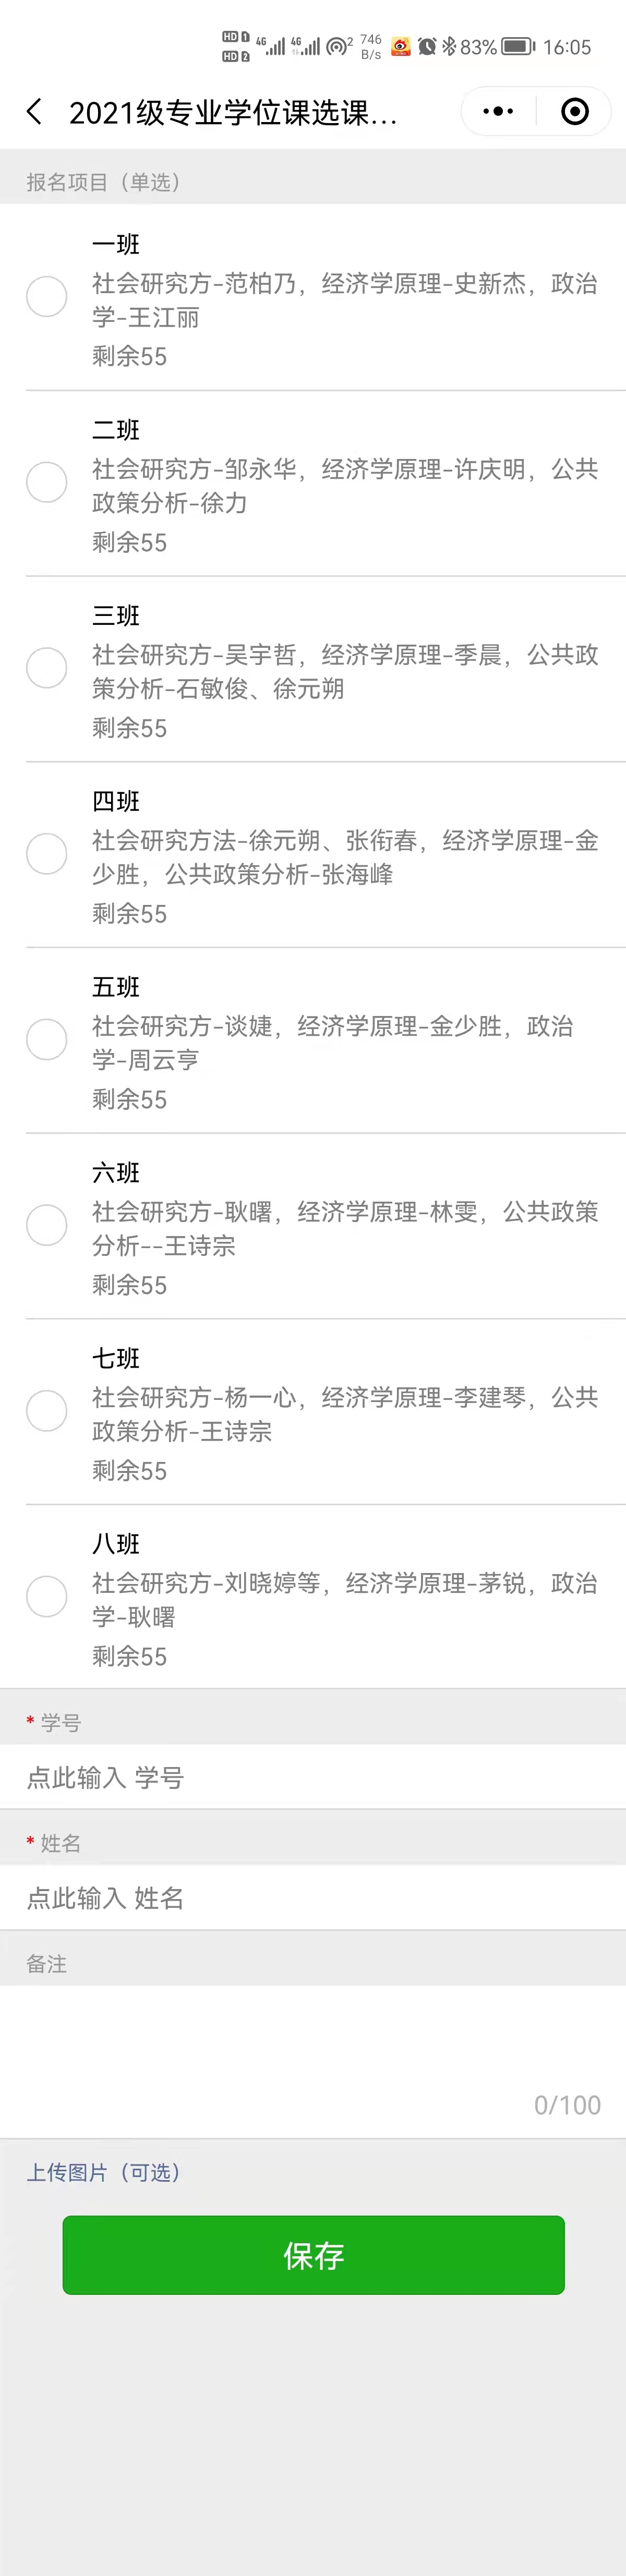 HD 1 4G 4G 2 746 83% 16:05
HD 2 B/s
2021级专业学位课选课...
报名项目（单选）
一班
社会研究方-范柏乃，经济学原理-史新杰，政治
学-王江丽
剩余55
二班
社会研究方-邹永华，经济学原理-许庆明，公共
政策分析-徐力
剩余55
三班
社会研究方-吴宇哲，经济学原理-季晨，公共政
策分析-石敏俊、徐元朔
剩余55
四班
社会研究方法-徐元朔、张衔春，经济学原理-金
少胜，公共政策分析-张海峰
剩余55
五班
社会研究方-谈婕，经济学原理-金少胜，政治
学-周云亨
剩余55
六班
社会研究方-耿曙，经济学原理-林雯，公共政策
分析--王诗宗
剩余55
七班
社会研究方-杨一心，经济学原理-李建琴，公共
政策分析-王诗宗
剩余55
八班
社会研究方-刘晓婷等，经济学原理-茅锐，政治
学-耿曙
剩余55
* 学号
点此输入 学号
* 姓名
点此输入 姓名
备注
0/100
上传图片（可选）
保存